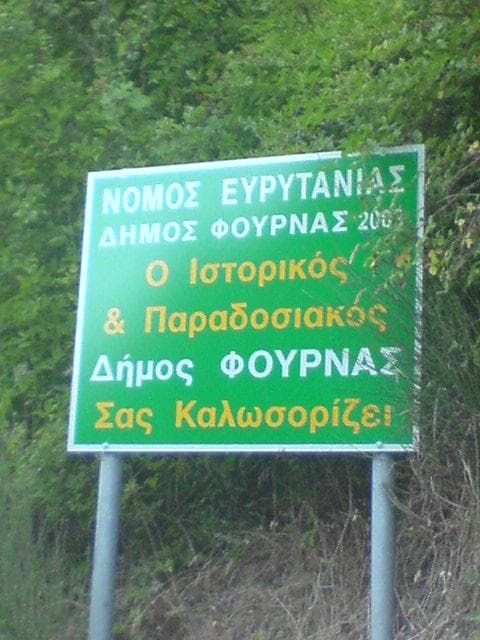 ΝΟΜΟΣ ΕΥΡΥΤΑΝΙΑΣ
ΔΗΜΟΣ ΦΟΥΡΝΑΣ
Ο Ιστορικός
& Παραδοσιακός
Δήμος ΦΟΥΡΝΑΣ
Σας Καλωσορίζει